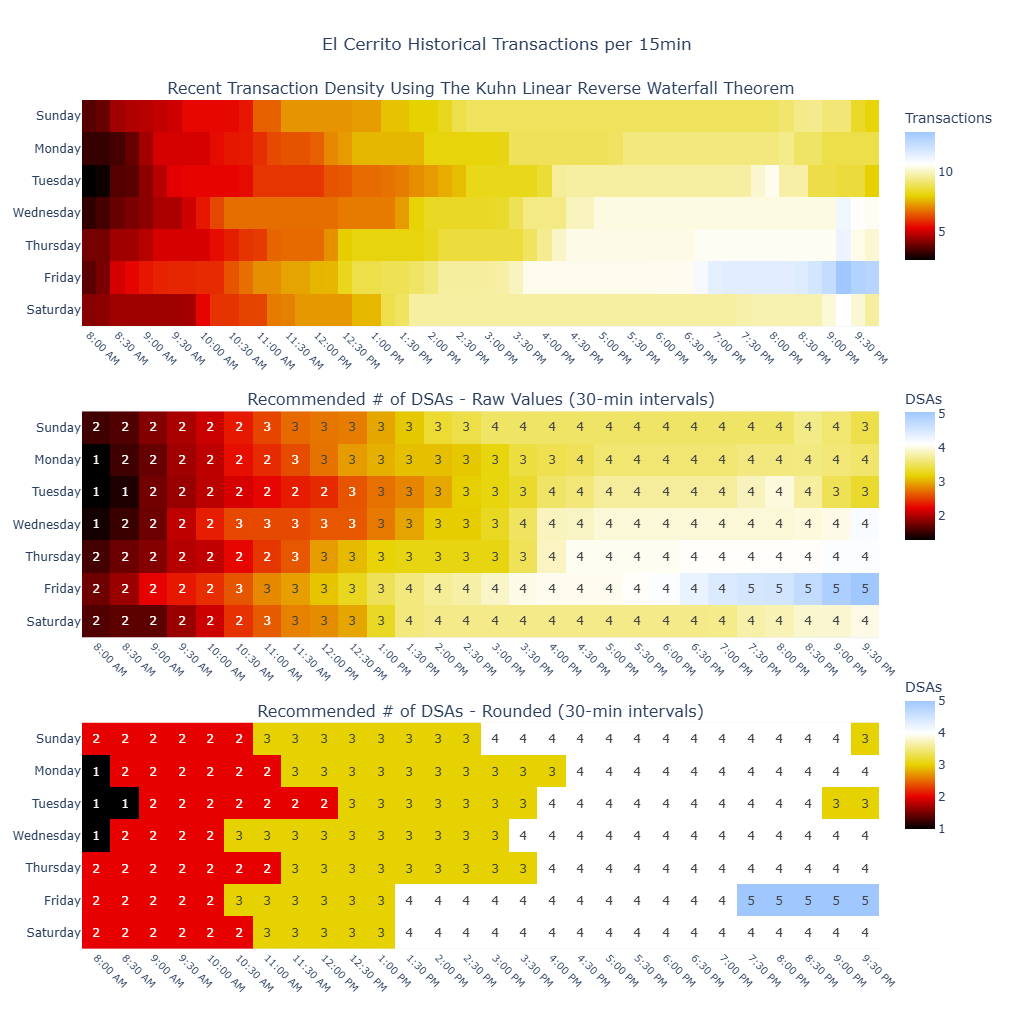 El Cerrito Historical Transactions per 15min
Recent Transaction Density Using The Kuhn Linear Reverse Waterfall Theorem
Sunday
Monday
Tuesday
Wednesday
Thursday
Friday
Saturday
8:00 AM 8:30 AM 9:00 AM 9:30 AM 10:00 AM 10:30 AM 11:00 AM 11:30 AM 12:00 PM 12:30 PM 1:00 PM 1:30 PM 2:00 PM 2:30 PM 3:00 PM 3:30 PM 4:00 PM 4:30 PM 5:00 PM 5:30 PM 6:00 PM 6:30 PM 7:00 PM 7:30 PM 8:00 PM 8:30 PM 9:00 PM 9:30 PM
Transactions
10
5
Recommended # of DSAs - Raw Values (30-min intervals)
Sunday 2 2 2 2 2 2 3 3 3 3 3 3 3 3 4 4 4 4 4 4 4 4 4 4 4 4 4 3
Monday 1 2 2 2 2 2 2 3 3 3 3 3 3 3 3 3 3 4 4 4 4 4 4 4 4 4 4 4
Tuesday 1 1 2 2 2 2 2 2 2 3 3 3 3 3 3 3 4 4 4 4 4 4 4 4 4 4 3 3
Wednesday 1 2 2 2 2 3 3 3 3 3 3 3 3 3 3 4 4 4 4 4 4 4 4 4 4 4 4 4
Thursday 2 2 2 2 2 2 2 3 3 3 3 3 3 3 3 3 4 4 4 4 4 4 4 4 4 4 4 4
Friday 2 2 2 2 2 3 3 3 3 3 3 4 4 4 4 4 4 4 4 4 4 4 4 5 5 5 5 5
Saturday 2 2 2 2 2 2 3 3 3 3 3 4 4 4 4 4 4 4 4 4 4 4 4 4 4 4 4 4
8:00 AM 8:30 AM 9:00 AM 9:30 AM 10:00 AM 10:30 AM 11:00 AM 11:30 AM 12:00 PM 12:30 PM 1:00 PM 1:30 PM 2:00 PM 2:30 PM 3:00 PM 3:30 PM 4:00 PM 4:30 PM 5:00 PM 5:30 PM 6:00 PM 6:30 PM 7:00 PM 7:30 PM 8:00 PM 8:30 PM 9:00 PM 9:30 PM
DSAs
5
4
3
2
Recommended # of DSAs - Rounded (30-min intervals)
Sunday 2 2 2 2 2 2 3 3 3 3 3 3 3 3 4 4 4 4 4 4 4 4 4 4 4 4 4 3
Monday 1 2 2 2 2 2 2 3 3 3 3 3 3 3 3 3 3 4 4 4 4 4 4 4 4 4 4 4
Tuesday 1 1 2 2 2 2 2 2 2 3 3 3 3 3 3 3 4 4 4 4 4 4 4 4 4 4 3 3
Wednesday 1 2 2 2 2 3 3 3 3 3 3 3 3 3 3 4 4 4 4 4 4 4 4 4 4 4 4 4
Thursday 2 2 2 2 2 2 2 3 3 3 3 3 3 3 3 3 4 4 4 4 4 4 4 4 4 4 4 4
Friday 2 2 2 2 2 3 3 3 3 3 3 4 4 4 4 4 4 4 4 4 4 4 4 5 5 5 5 5
Saturday 2 2 2 2 2 2 3 3 3 3 3 4 4 4 4 4 4 4 4 4 4 4 4 4 4 4 4 4
8:00 AM 8:30 AM 9:00 AM 9:30 AM 10:00 AM 10:30 AM 11:00 AM 11:30 AM 12:00 PM 12:30 PM 1:00 PM 1:30 PM 2:00 PM 2:30 PM 3:00 PM 3:30 PM 4:00 PM 4:30 PM 5:00 PM 5:30 PM 6:00 PM 6:30 PM 7:00 PM 7:30 PM 8:00 PM 8:30 PM 9:00 PM 9:30 PM
DSAs
5
4
3
2
1